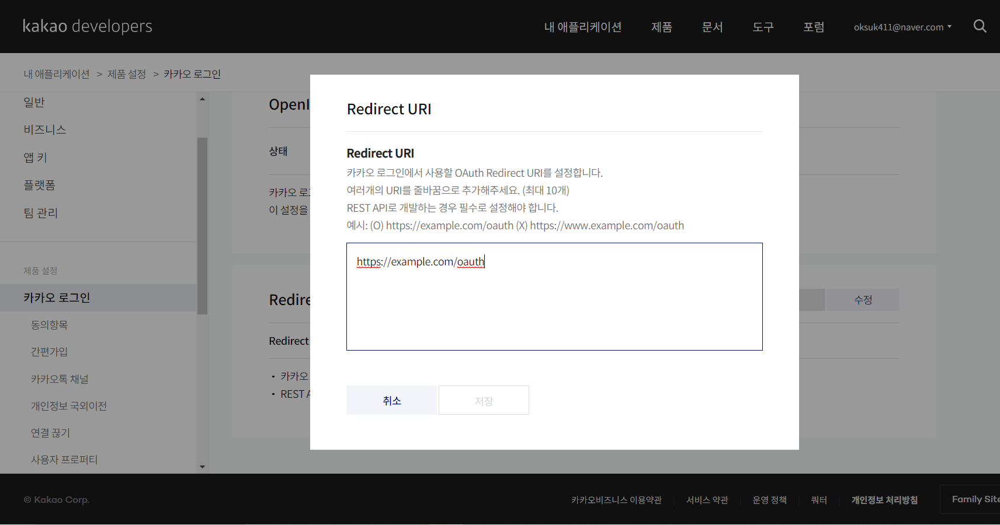 kakao developers
내 애플리케이션 제품 문서 도구 포럼 oksuk411@naver.com
내 애플리케이션 > 제품 설정 > 카카오 로그인
일반
비즈니스
앱 키
플랫폼
팀 관리
제품 설정
카카오 로그인
동의항목
간편가입
카카오톡 채널
개인정보 국외이전
연결 끊기
사용자 프로퍼티
OpenI
상태
카카오 로
이 설정을
Redire
수정
Redirect
• 카카오
• REST A
Redirect URI
Redirect URI
카카오 로그인에서 사용할 OAuth Redirect URI를 설정합니다.
여러개의 URI를 줄바꿈으로 추가해주세요. (최대 10개)
REST API로 개발하는 경우 필수로 설정해야 합니다.
예시: (O) https://example.com/oauth (X) https://www.example.com/oauth
https://example.com/oauth
취소 저장
© Kakao Corp.
카카오비즈니스 이용약관 서비스 약관 운영 정책 쿼터 개인정보 처리방침 Family Site